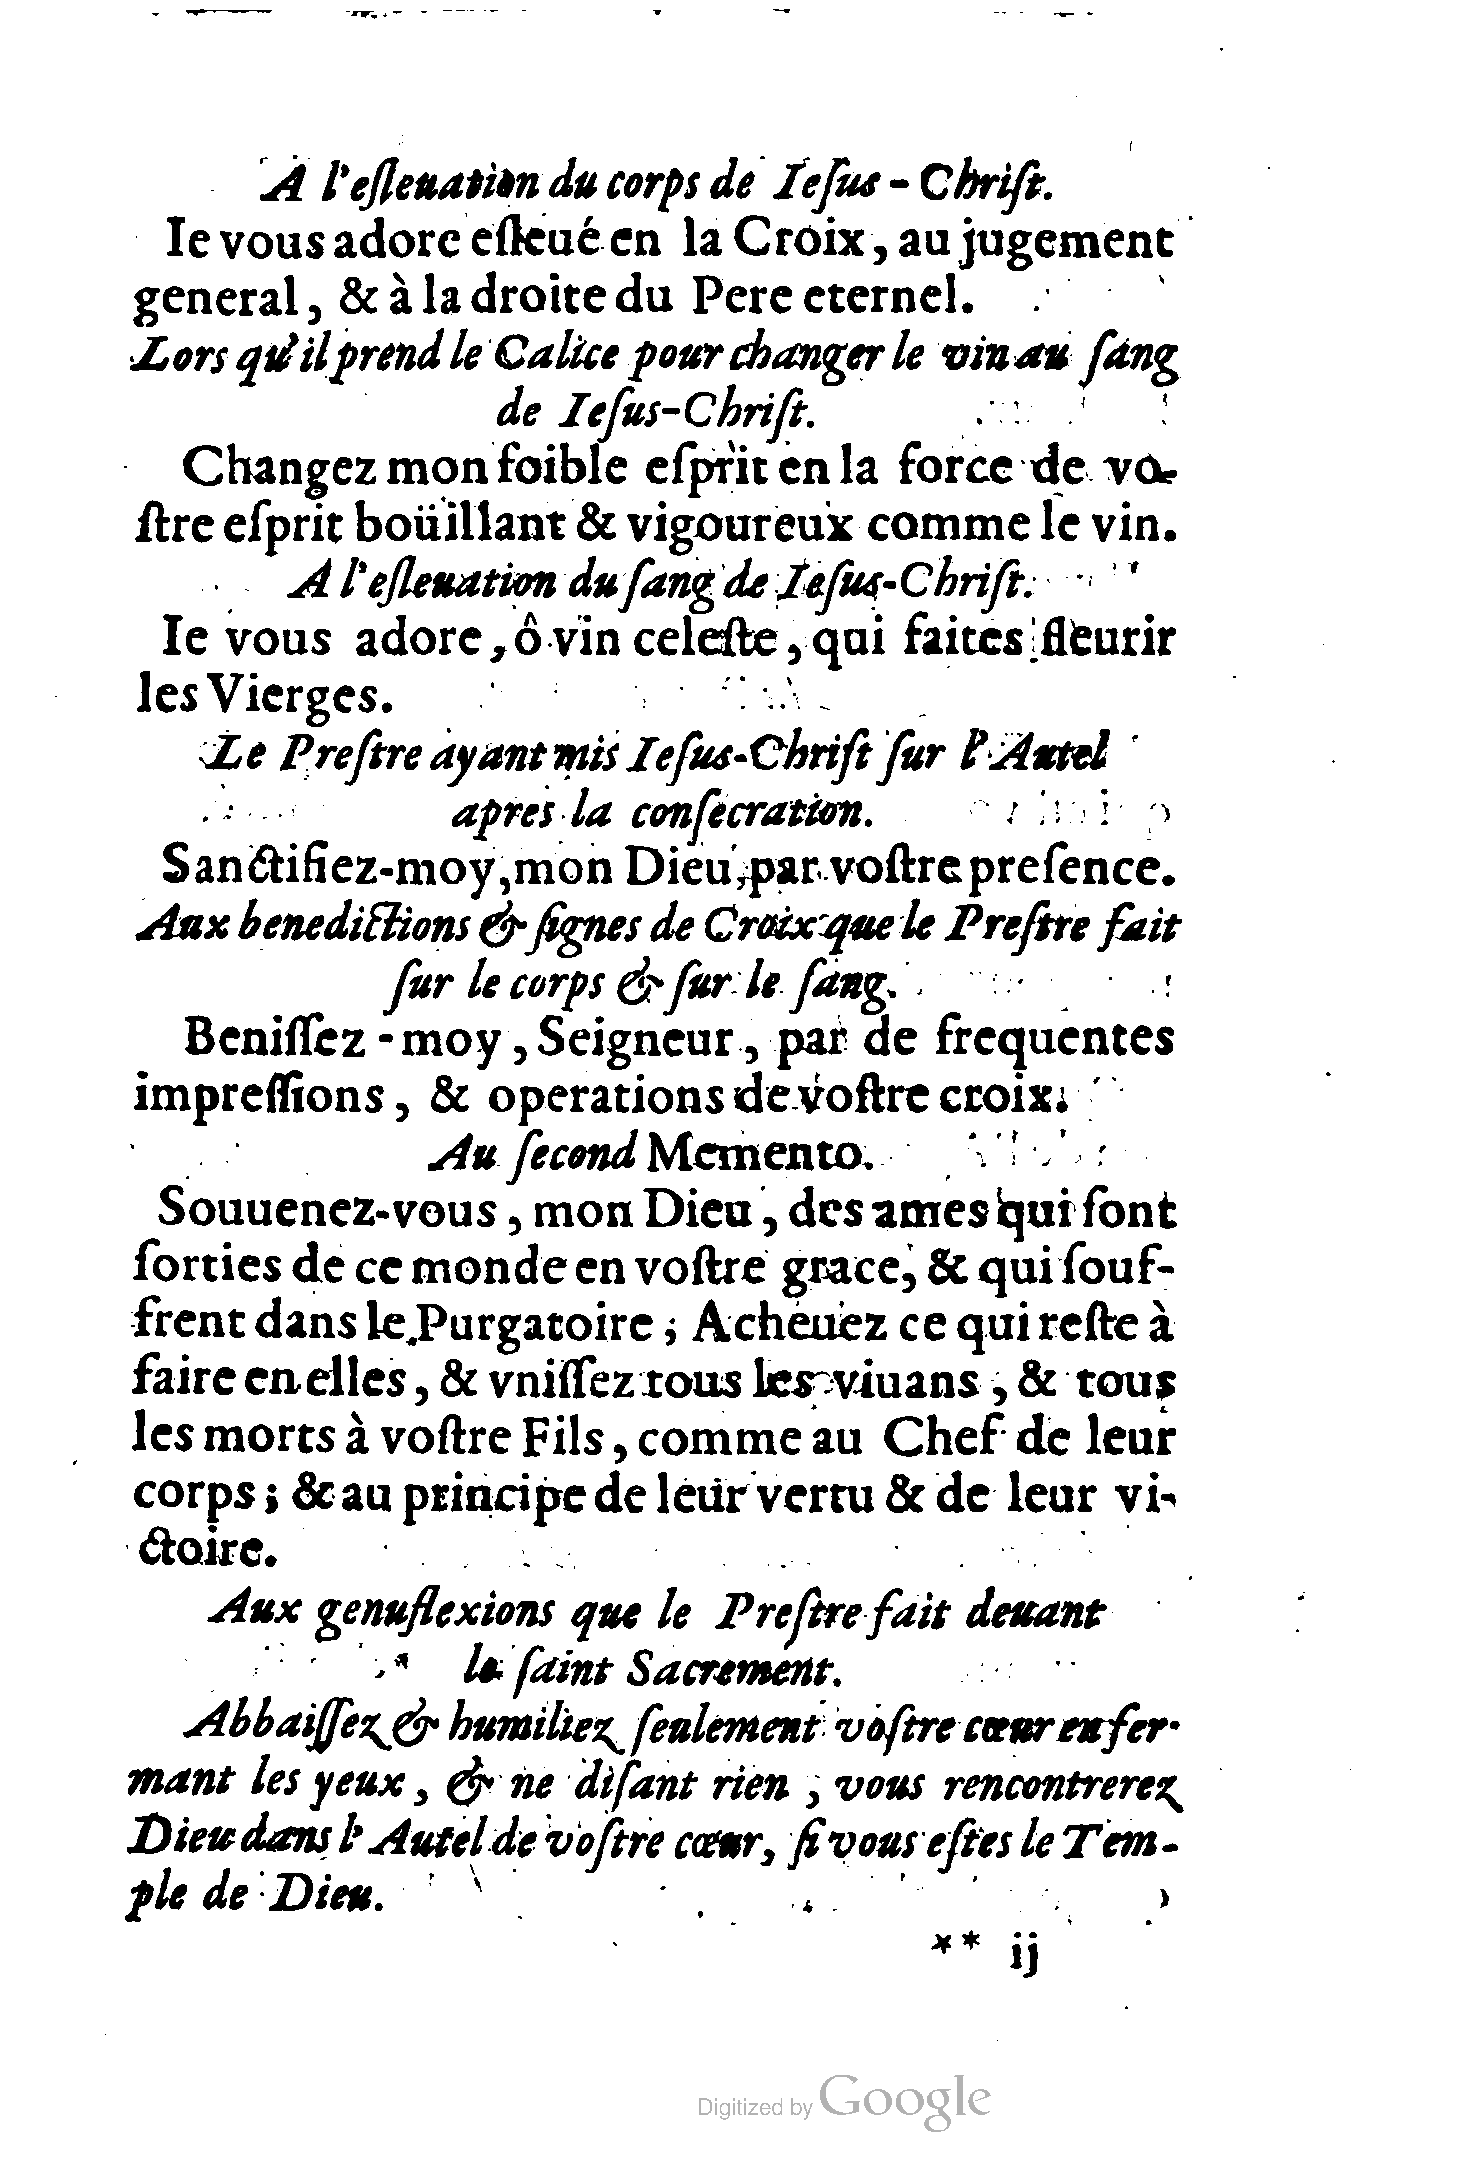 A l'eſleuation du corps de Ieſus-Chriſt.
Ie vous adore eſleué en la Croix, au jugement
general, & à la droite du Pere eternel.
Lors qu'il prend le Calice pour changer le vin au ſang
de Ieſus-Chriſt.
Changez mon foible eſprit en la force de vo-
ſtre eſprit boüillant & vigoureux comme le vin.
A l'eſleuation du ſang de Ieſus-Chriſt.
Ie vous adore, ô vin celeſte, qui faites fleurir
les Vierges.
Le Preſtre ayant mis Ieſus-Chriſt ſur l'Autel
apres la conſecration.
Sanctifiez-moy, mon Dieu, par voſtre preſence.
Aux benedictions & ſignes de Croix que le Preſtre fait
ſur le corps & ſur le ſang.
Beniſſez-moy, Seigneur, par de frequentes
impreſſions, & operations de voſtre croix.
Au ſecond Memento.
Souuenez-vous, mon Dieu, des ames qui ſont
ſorties de ce monde en voſtre grace, & qui ſouf-
frent dans le Purgatoire; Acheuez ce qui reſte à
faire en elles, & vniſſez tous les viuans, & tous
les morts à voſtre Fils, comme au Chef de leur
corps; & au principe de leur vertu & de leur vi-
ctoire.
Aux genuflexions que le Preſtre fait deuant
le ſaint Sacrement.
Abbaiſſez & humiliez ſeulement voſtre cœur en fer-
mant les yeux, & ne diſant rien, vous rencontrerez
Dieu dans l'Autel de voſtre cœur, ſi vous eſtes le Tem-
ple de Dieu.
** ij
Digitized by Google